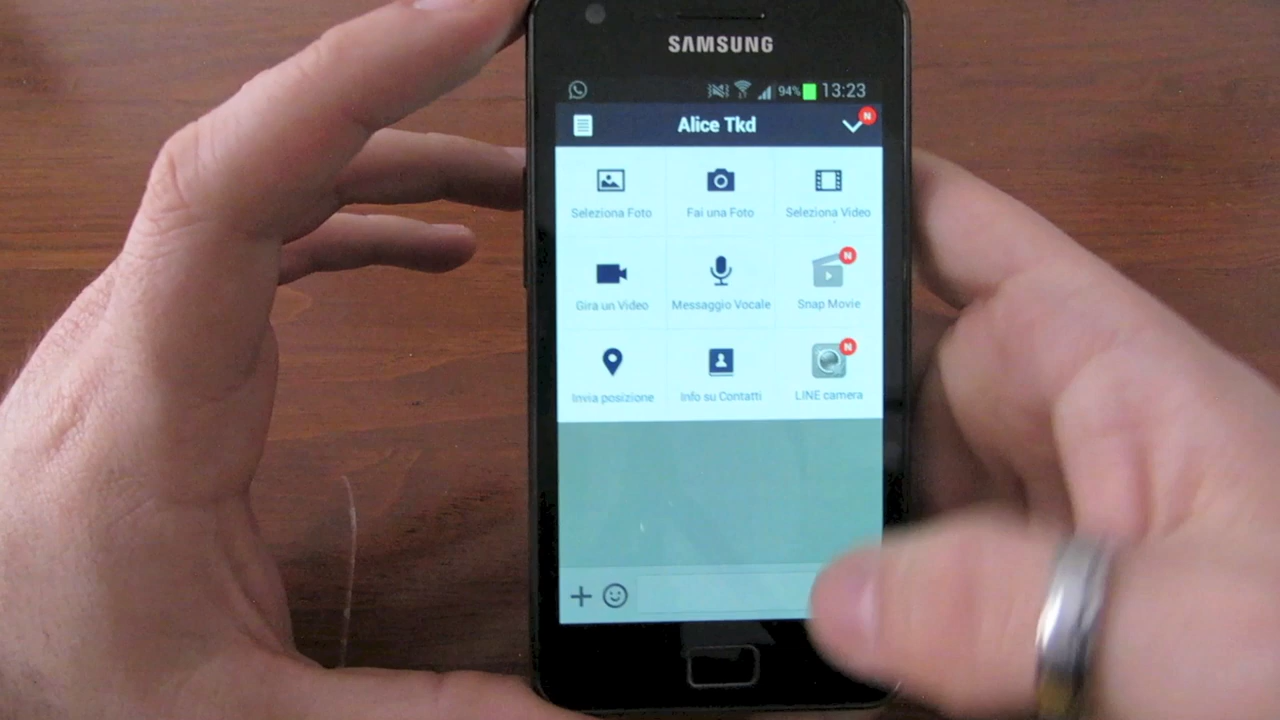 SAMSUNG
94% 13:23
Alice Tkd N
Seleziona Foto Fai una Foto Seleziona Video
N
Gira un Video Messaggio Vocale Snap Movie
N
Invia posizione Info su Contatti LINE camera